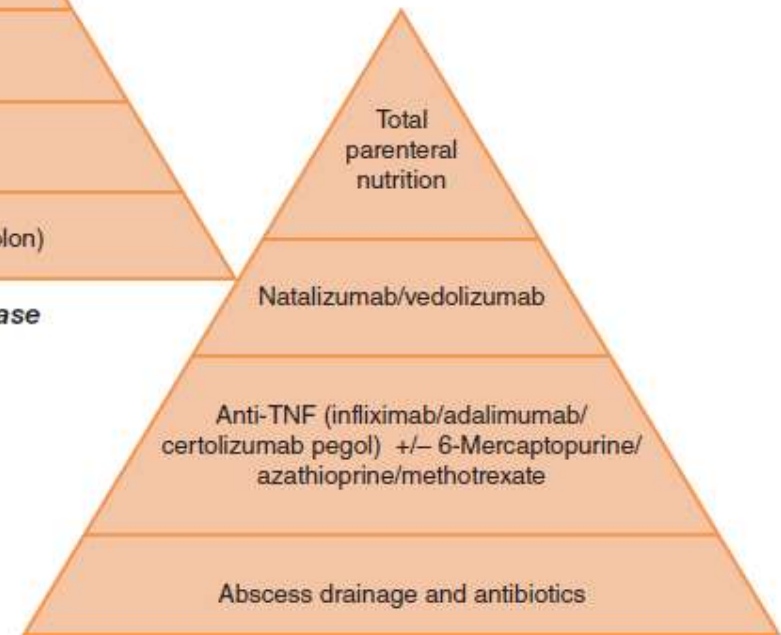 Total
parenteral
nutrition
olon)
Natalizumab/vedolizumab
ase
Anti-TNF (infliximab/adalimumab/
certolizumab pegol) +/– 6-Mercaptopurine/
azathioprine/methotrexate
Abscess drainage and antibiotics